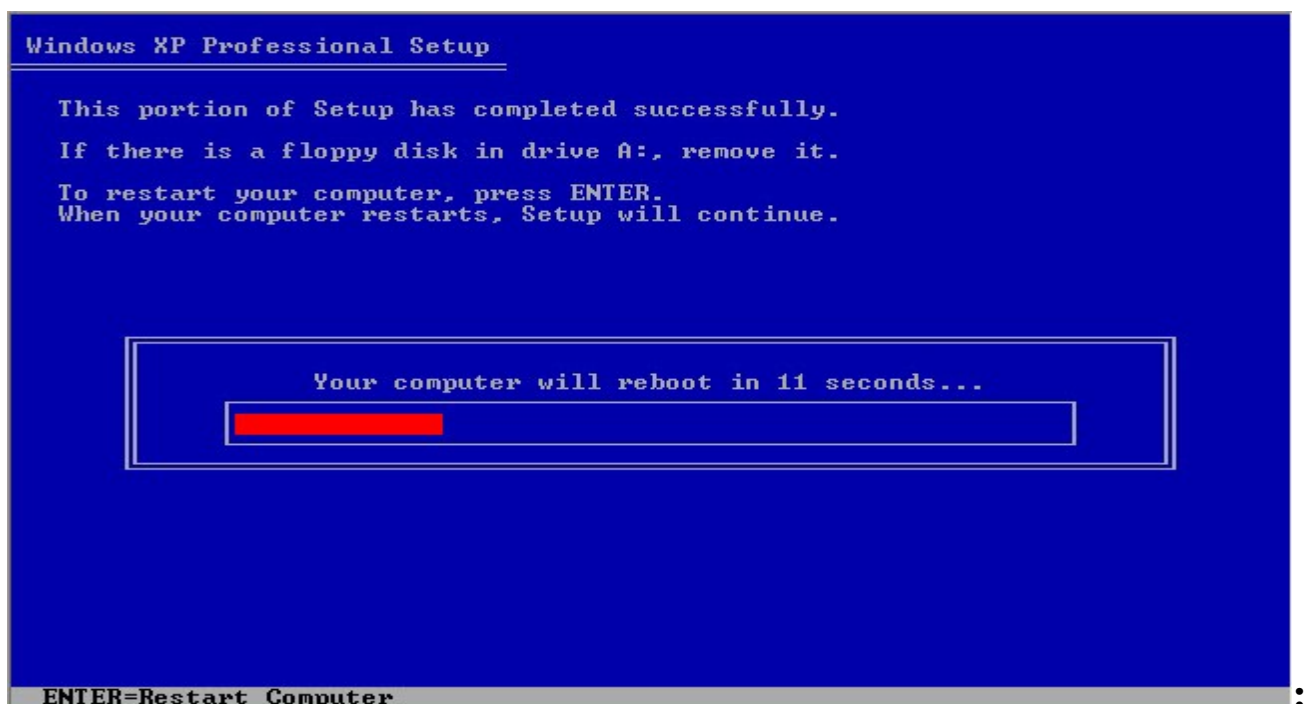 Windows XP Professional Setup
This portion of Setup has completed successfully.
If there is a floppy disk in drive A:, remove it.
To restart your computer, press ENTER.
When your computer restarts, Setup will continue.
Your computer will reboot in 11 seconds...
ENTER=Restart Computer
: